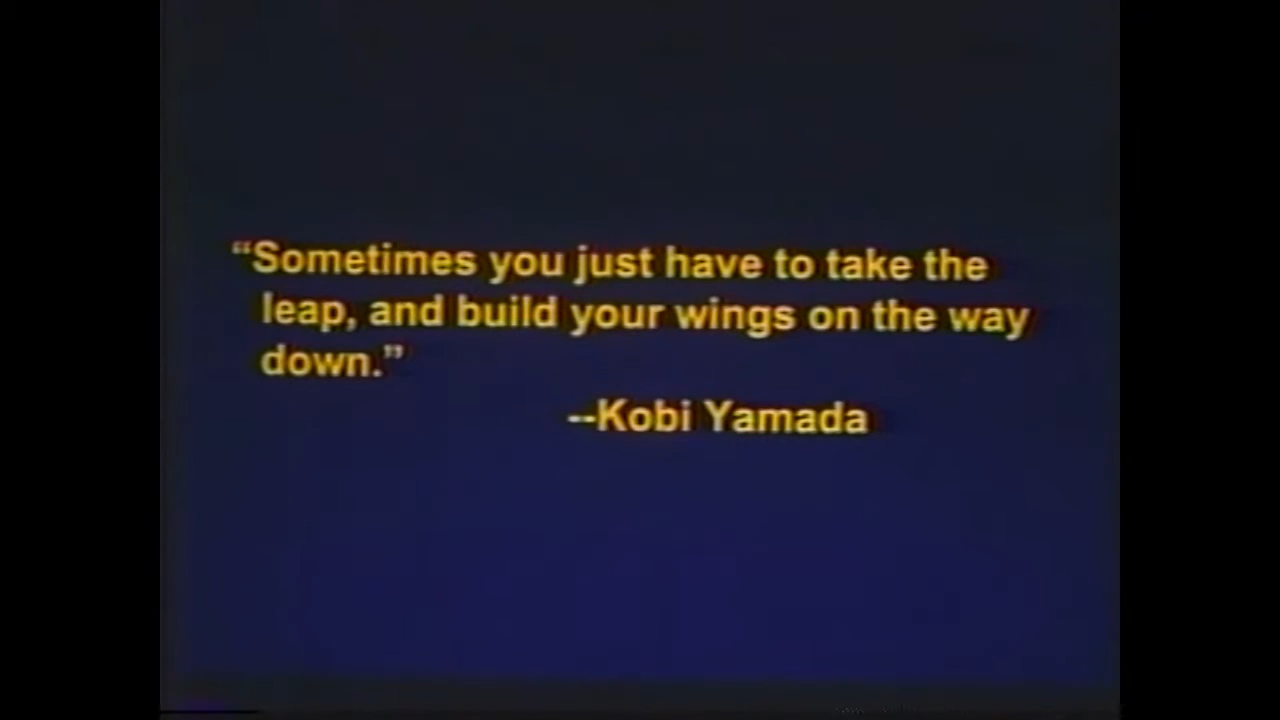 “Sometimes you just have to take the
leap, and build your wings on the way
down.”
--Kobi Yamada